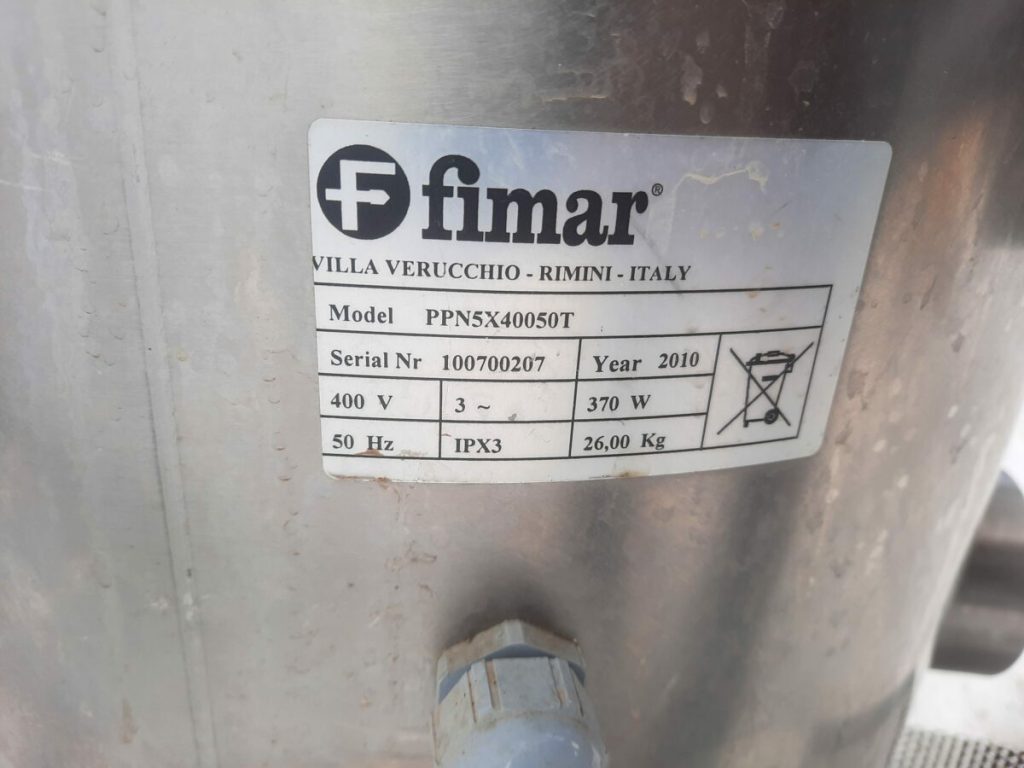 fimar®
VILLA VERUCCHIO - RIMINI - ITALY
Model PPN5X40050T
Serial Nr 100700207 Year 2010
400 V 3 ~ 370 W
50 Hz IPX3 26,00 Kg